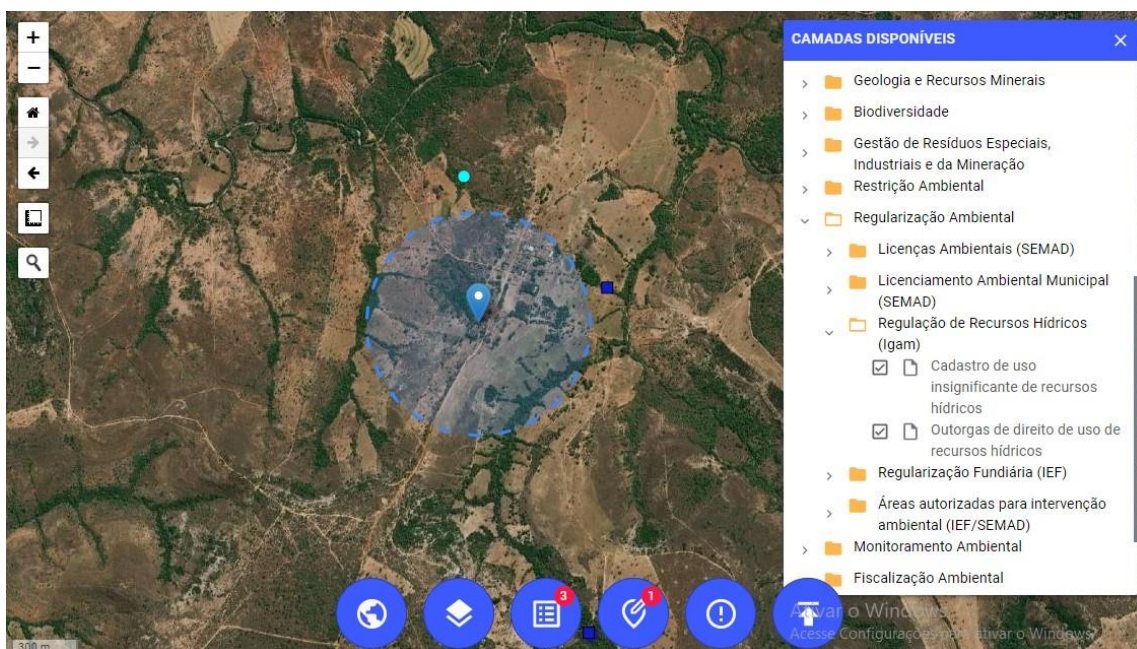 +
−
CAMADAS DISPONÍVEIS
Geologia e Recursos Minerais
Biodiversidade
Gestão de Resíduos Especiais,
Industriais e da Mineração
Restrição Ambiental
Regularização Ambiental
Licenças Ambientais (SEMAD)
Licenciamento Ambiental Municipal
(SEMAD)
Regulação de Recursos Hídricos
(Igam)
Cadastro de uso
insignificante de recursos
hídricos
Outorgas de direito de uso de
recursos hídricos
Regularização Fundiária (IEF)
Áreas autorizadas para intervenção
ambiental (IEF/SEMAD)
Monitoramento Ambiental
Fiscalização Ambiental
3
1
Ativar o Windows
Acesse Configurações para ativar o Windows.
300 m